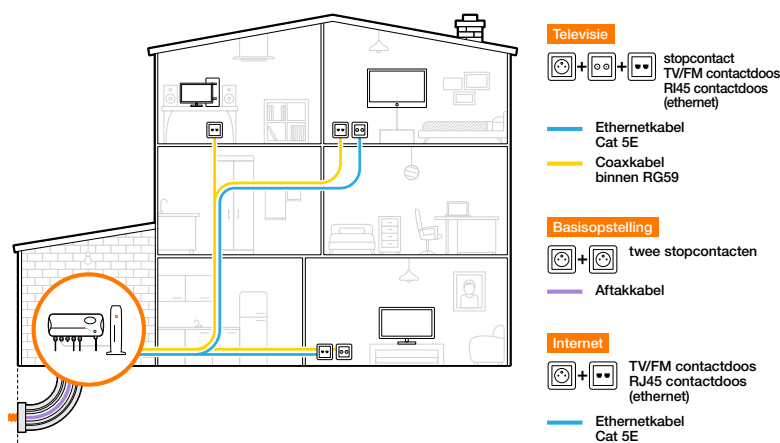 Televisie
stopcontact
TV/FM contactdoos
RI45 contactdoos
(ethernet)
Ethernetkabel
Cat 5E
Coaxkabel
binnen RG59
Basisopstelling
twee stopcontacten
Aftakkabel
Internet
TV/FM contactdoos
RJ45 contactdoos
(ethernet)
Ethernetkabel
Cat 5E